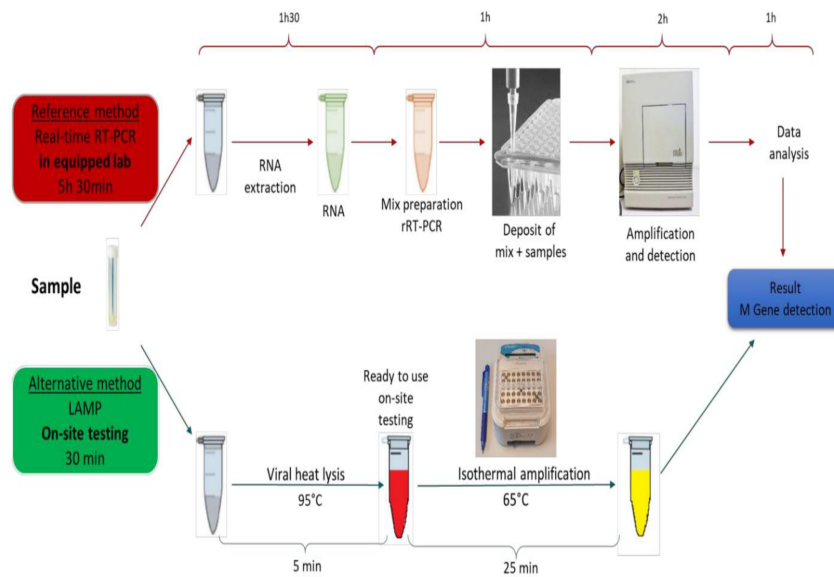 1h30
1h
2h
1h
Reference method
Real-time RT-PCR
in equipped lab
5h 30min
RNA
extraction
RNA
Mix preparation
rRT-PCR
Deposit of
mix + samples
Amplification
and detection
Data
analysis
Sample
Result
M Gene detection
Alternative method
LAMP
On-site testing
30 min
Ready to use
on-site
testing
Viral heat lysis
95°C
Isothermal amplification
65°C
5 min
25 min